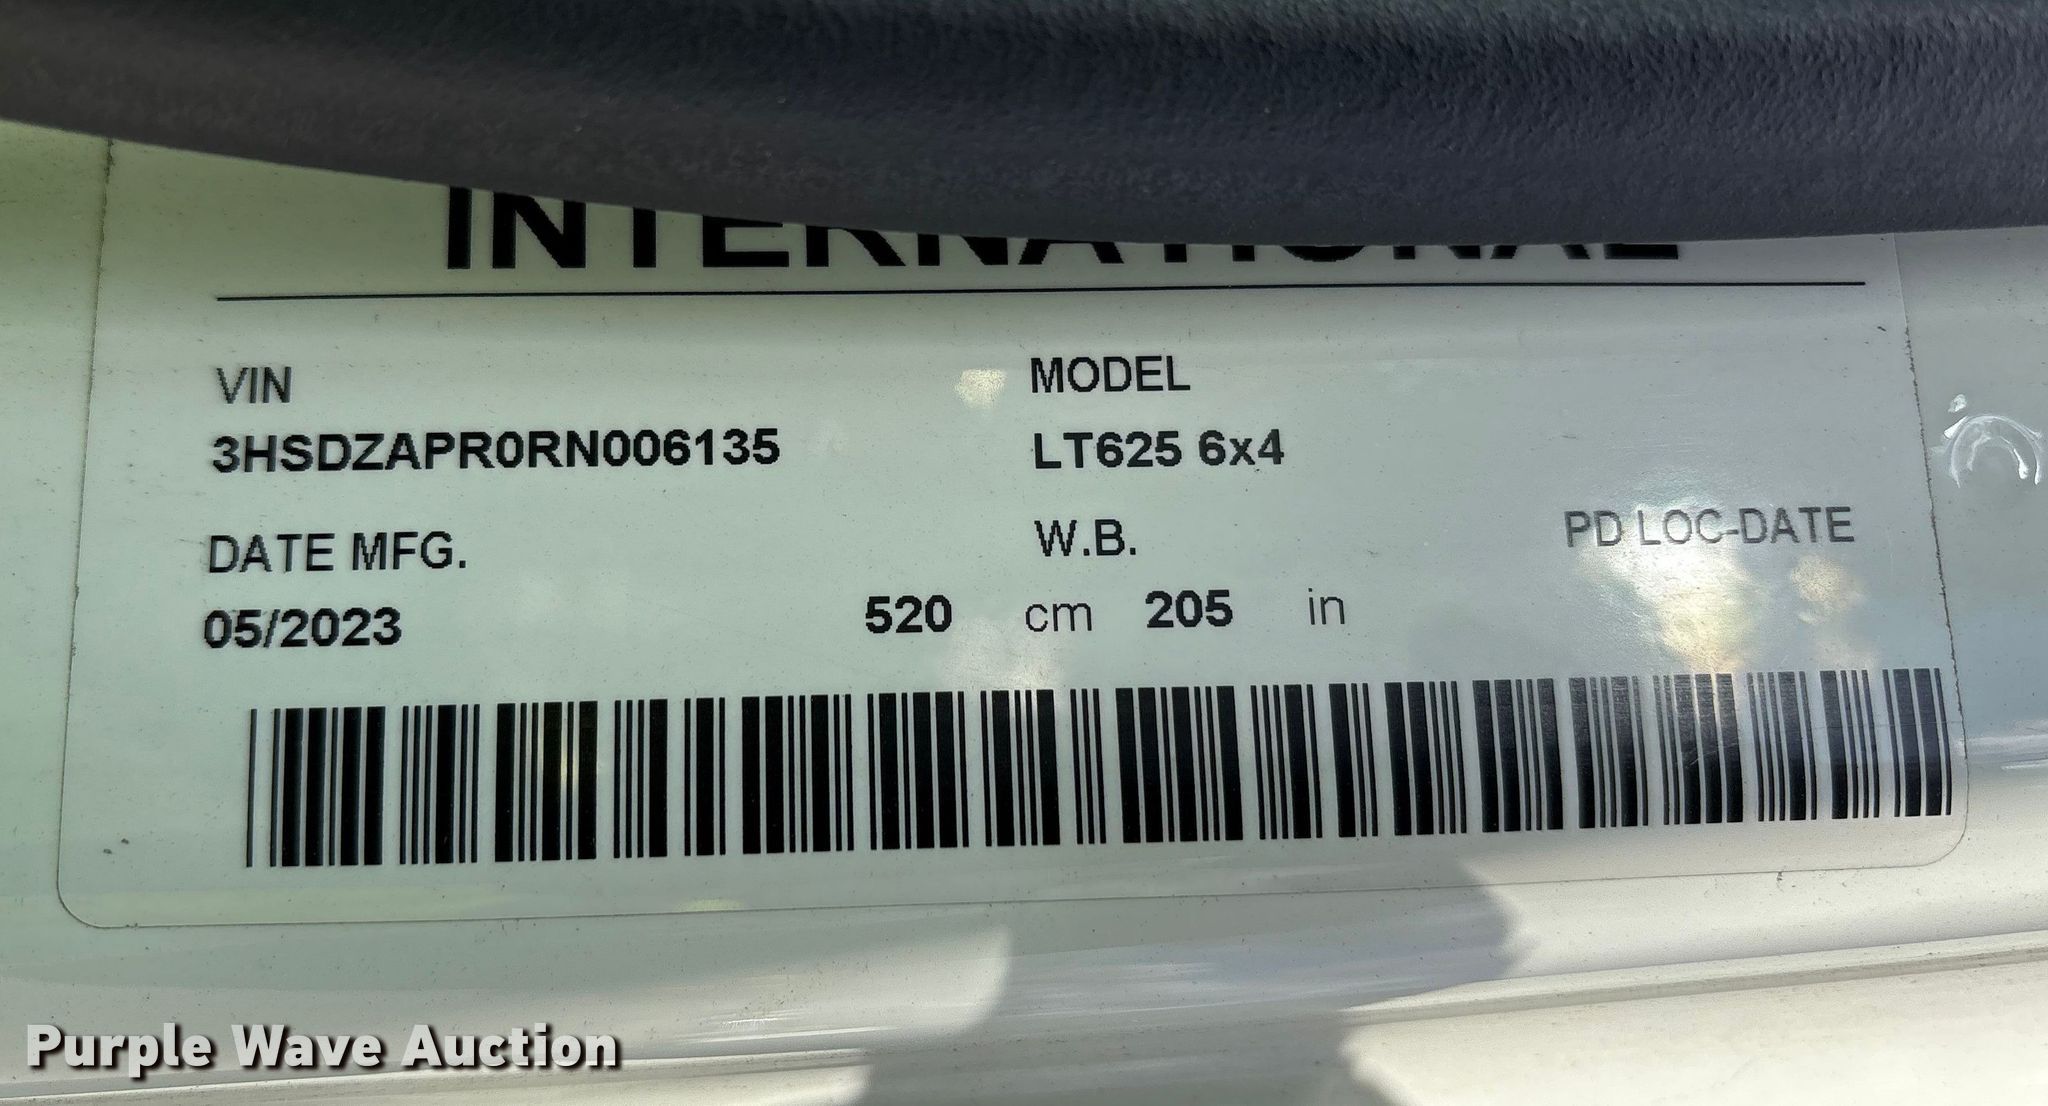 INTERNATIONAL
VIN MODEL
3HSDZAPR0RN006135 LT625 6x4
DATE MFG. W.B. PD LOC-DATE
05/2023 520 cm 205 in
Purple Wave Auction